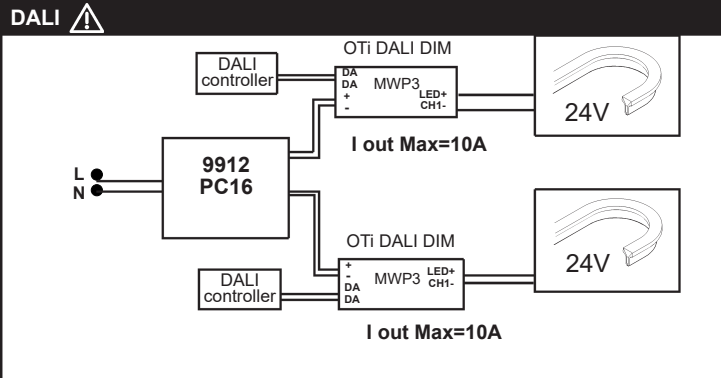 DALI
OTi DALI DIM
DALI
controller
DA
DA
+
-
MWP3
LED+
CH1-
24V
I out Max=10A
L
N
9912
PC16
OTi DALI DIM
+
-
DA
DA
MWP3
LED+
CH1-
24V
DALI
controller
I out Max=10A